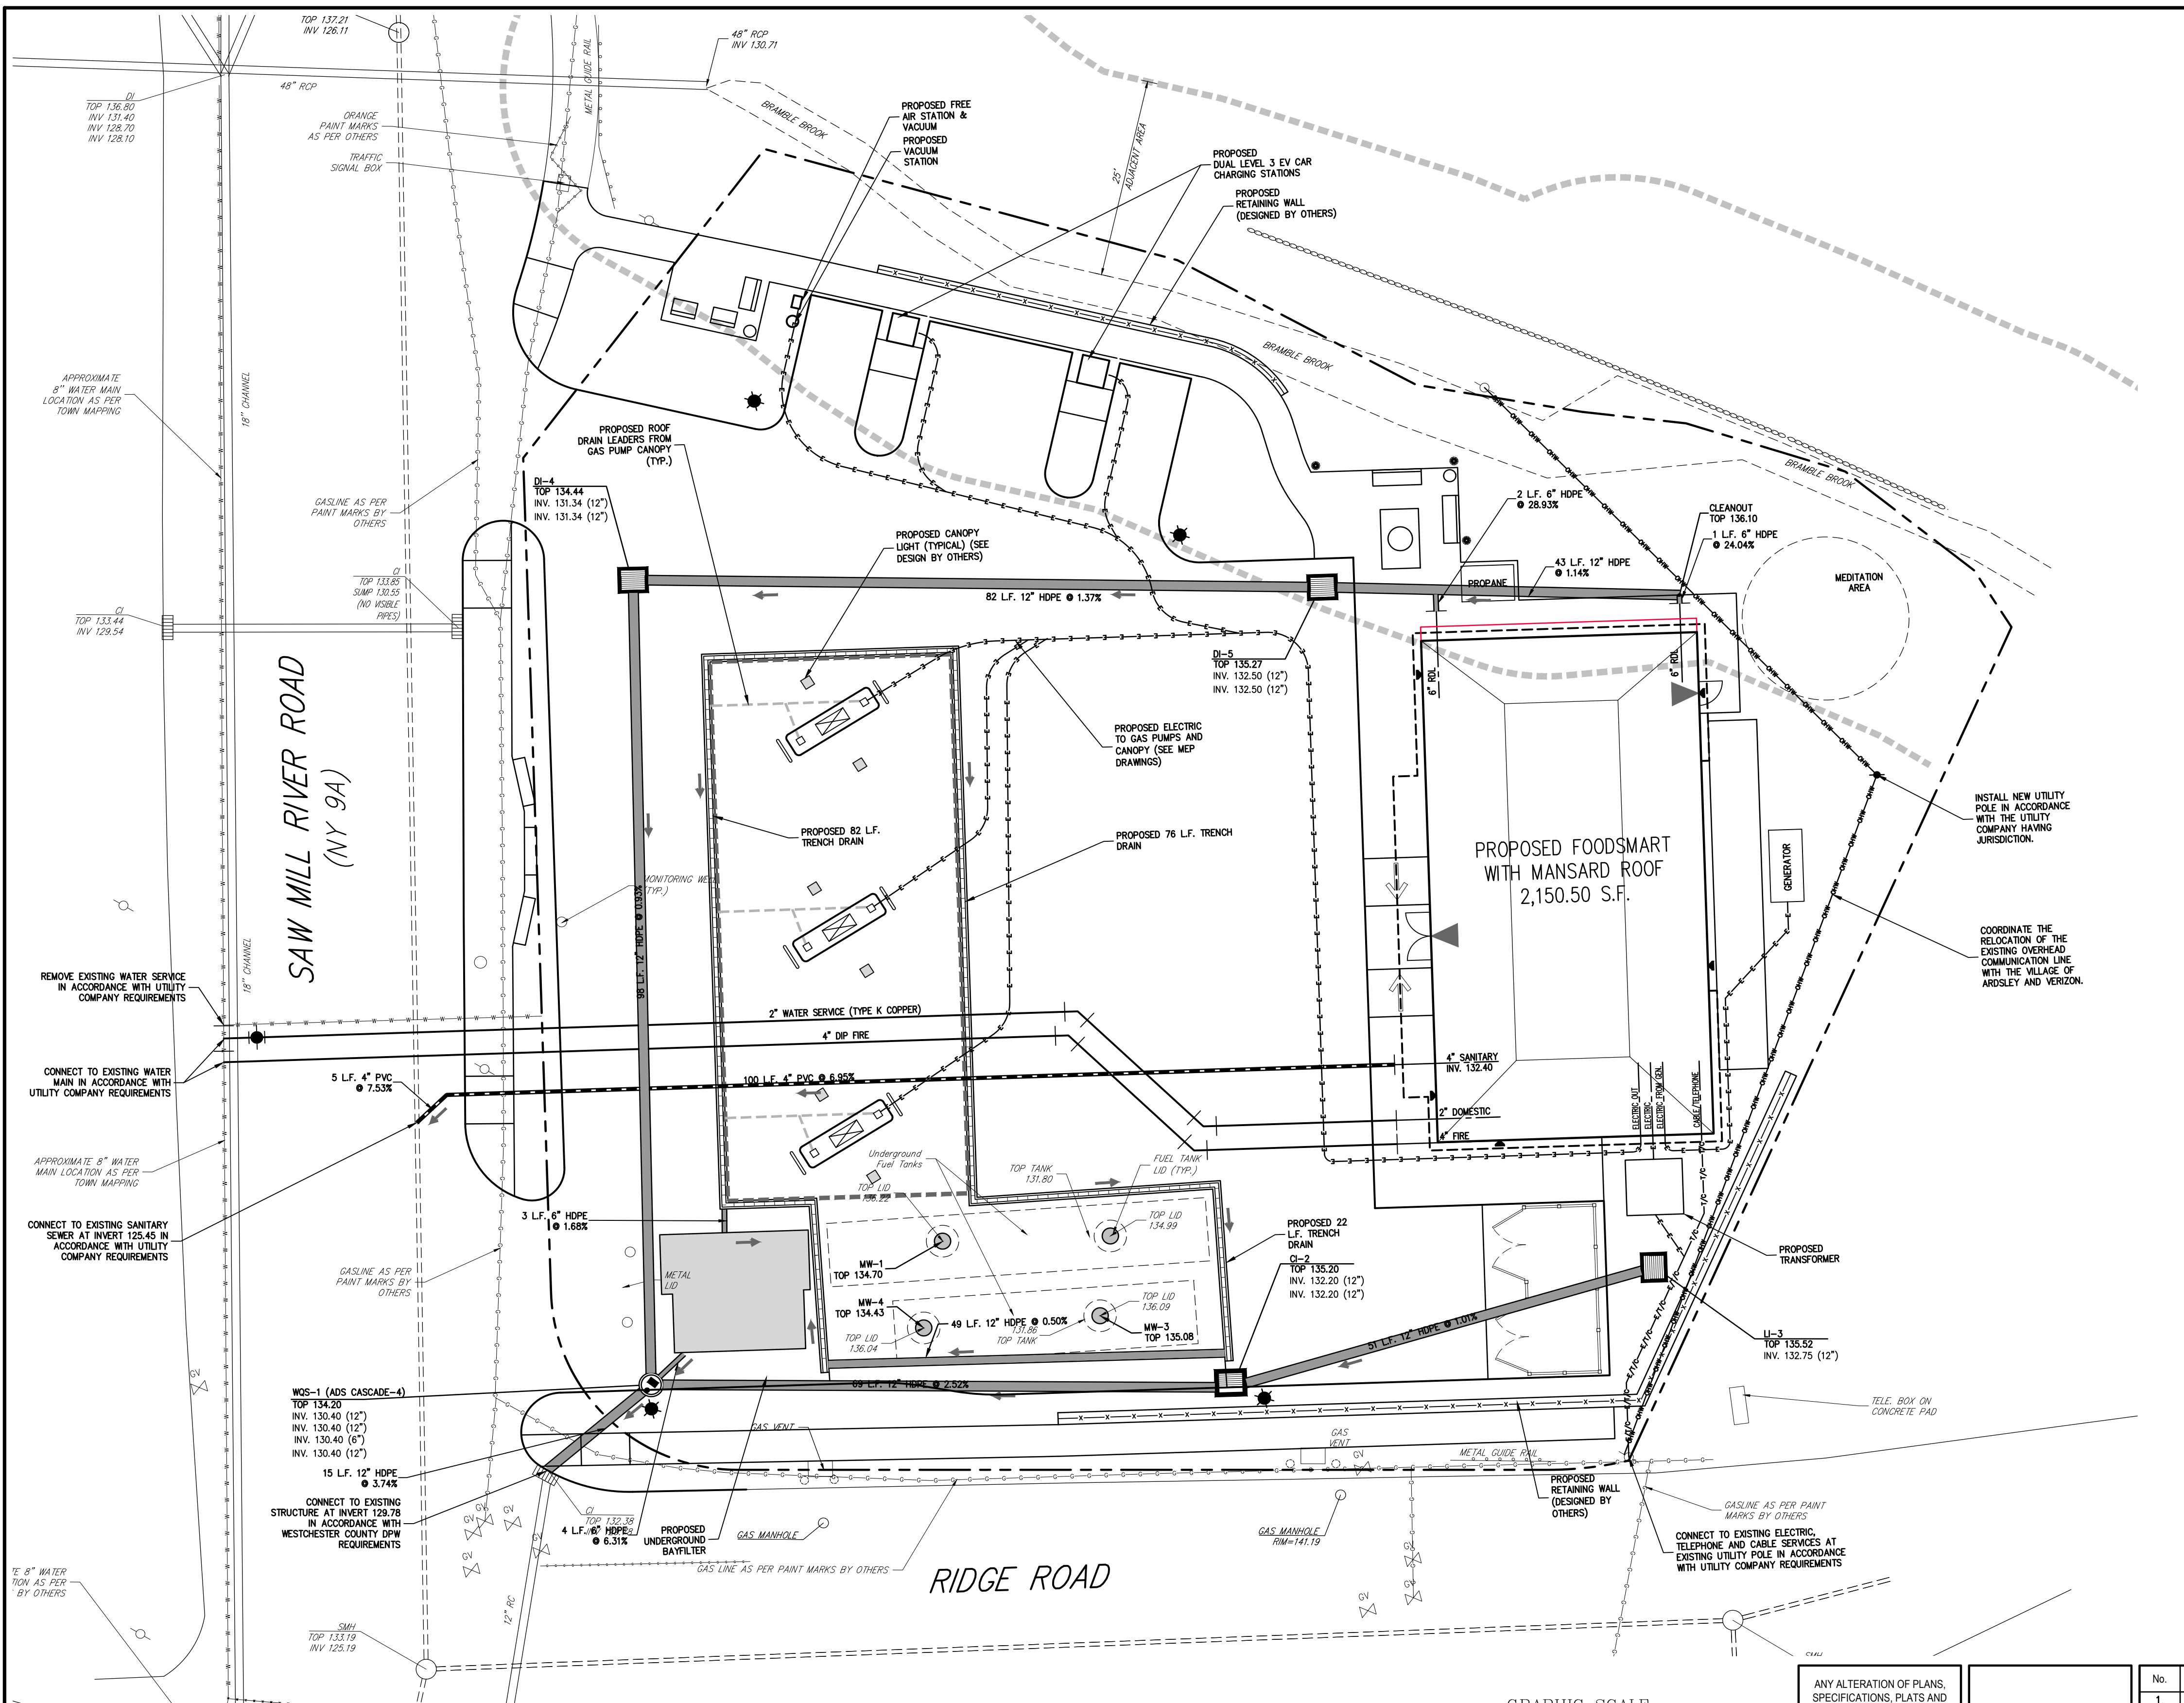 TOP 137.21
INV 126.11
48" RCP
INV 130.71
48" RCP
METAL GUIDE RAIL
DI
TOP 136.80
INV 131.40
INV 128.70
INV 128.10
ORANGE
PAINT MARKS
AS PER OTHERS
TRAFFIC
SIGNAL BOX
BRAMBLE BROOK
PROPOSED FREE
AIR STATION &
VACUUM
PROPOSED
VACUUM
STATION
25'
ADJACENT AREA
PROPOSED
DUAL LEVEL 3 EV CAR
CHARGING STATIONS
PROPOSED
RETAINING WALL
(DESIGNED BY OTHERS)
BRAMBLE BROOK
BRAMBLE BROOK
APPROXIMATE
8" WATER MAIN
LOCATION AS PER
TOWN MAPPING
18" CHANNEL
GASLINE AS PER
PAINT MARKS BY
OTHERS
PROPOSED ROOF
DRAIN LEADERS FROM
GAS PUMP CANOPY
(TYP.)
DI-4
TOP 134.44
INV. 131.34 (12")
INV. 131.34 (12")
PROPOSED CANOPY
LIGHT (TYPICAL) (SEE
DESIGN BY OTHERS)
2 L.F. 6" HDPE
@ 28.93%
CLEANOUT
TOP 136.10
1 L.F. 6" HDPE
@ 24.04%
43 L.F. 12" HDPE
@ 1.14%
PROPANE
MEDITATION
AREA
82 L.F. 12" HDPE @ 1.37%
CI
TOP 133.85
SUMP 130.55
(NO VISIBLE
PIPES)
CI
TOP 133.44
INV 129.54
DI-5
TOP 135.27
INV. 132.50 (12")
INV. 132.50 (12")
6" RDL
6" RDL
SAW MILL RIVER ROAD
(NY 9A)
PROPOSED ELECTRIC
TO GAS PUMPS AND
CANOPY (SEE MEP
DRAWINGS)
PROPOSED 82 L.F.
TRENCH DRAIN
PROPOSED 76 L.F. TRENCH
DRAIN
PROPOSED FOODSMART
WITH MANSARD ROOF
2,150.50 S.F.
GENERATOR
INSTALL NEW UTILITY
POLE IN ACCORDANCE
WITH THE UTILITY
COMPANY HAVING
JURISDICTION.
COORDINATE THE
RELOCATION OF THE
EXISTING OVERHEAD
COMMUNICATION LINE
WITH THE VILLAGE OF
ARDSLEY AND VERIZON.
MONITORING WELL
(TYP.)
98 L.F. 12" HDPE @ 0.93%
18" CHANNEL
REMOVE EXISTING WATER SERVICE
IN ACCORDANCE WITH UTILITY
COMPANY REQUIREMENTS
2" WATER SERVICE (TYPE K COPPER)
4" DIP FIRE
CONNECT TO EXISTING WATER
MAIN IN ACCORDANCE WITH
UTILITY COMPANY REQUIREMENTS
5 L.F. 4" PVC
@ 7.53%
100 L.F. 4" PVC @ 6.95%
4" SANITARY
INV. 132.40
2" DOMESTIC
4" FIRE
ELECTRIC OUT
ELECTRIC
ELECTRIC FROM GEN.
CABLE/TELEPHONE
APPROXIMATE 8" WATER
MAIN LOCATION AS PER
TOWN MAPPING
CONNECT TO EXISTING SANITARY
SEWER AT INVERT 125.45 IN
ACCORDANCE WITH UTILITY
COMPANY REQUIREMENTS
Underground
Fuel Tanks
TOP TANK
131.80
FUEL TANK
LID (TYP.)
TOP LID
136.22
TOP LID
134.99
3 L.F. 6" HDPE
@ 1.68%
MW-1
TOP 134.70
METAL
LID
MW-4
TOP 134.43
TOP LID
136.04
TOP LID
136.09
131.86
TOP TANK
MW-3
TOP 135.08
49 L.F. 12" HDPE @ 0.50%
PROPOSED 22
L.F. TRENCH
DRAIN
CI-2
TOP 135.20
INV. 132.20 (12")
INV. 132.20 (12")
51 L.F. 12" HDPE @ 1.01%
PROPOSED
TRANSFORMER
LI-3
TOP 135.52
INV. 132.75 (12")
GASLINE AS PER
PAINT MARKS BY
OTHERS
GV
WQS-1 (ADS CASCADE-4)
TOP 134.20
INV. 130.40 (12")
INV. 130.40 (12")
INV. 130.40 (6")
INV. 130.40 (12")
69 L.F. 12" HDPE @ 2.52%
15 L.F. 12" HDPE
@ 3.74%
CONNECT TO EXISTING
STRUCTURE AT INVERT 129.78
IN ACCORDANCE WITH
WESTCHESTER COUNTY DPW
REQUIREMENTS
GAS VENT
GAS
VENT
GV
METAL GUIDE RAIL
TELE. BOX ON
CONCRETE PAD
PROPOSED
RETAINING WALL
(DESIGNED BY
OTHERS)
GASLINE AS PER PAINT
MARKS BY OTHERS
CONNECT TO EXISTING ELECTRIC,
TELEPHONE AND CABLE SERVICES AT
EXISTING UTILITY POLE IN ACCORDANCE
WITH UTILITY COMPANY REQUIREMENTS
CI
TOP 132.38
4 L.F. 6" HDPE
@ 6.31%
PROPOSED
UNDERGROUND
BAYFILTER
GAS MANHOLE
GAS MANHOLE
RIM=141.19
GV
GV
GV
GV
GV
GV
GV
GV
GAS LINE AS PER PAINT MARKS BY OTHERS
RIDGE ROAD
12" RC
TE 8" WATER
TION AS PER
BY OTHERS
SMH
TOP 133.19
INV 125.19
SMH
GRAPHIC SCALE
ANY ALTERATION OF PLANS,
SPECIFICATIONS, PLATS AND
No.
1